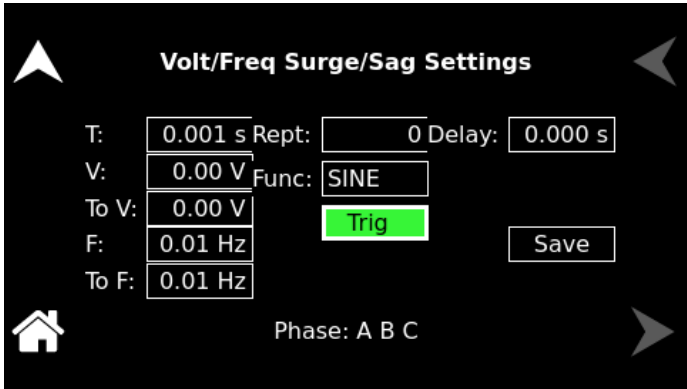 Volt/Freq Surge/Sag Settings
T: 0.001 s Rept: 0 Delay: 0.000 s
V: 0.00 V Func: SINE
To V: 0.00 V Trig
F: 0.01 Hz Save
To F: 0.01 Hz
Phase: A B C